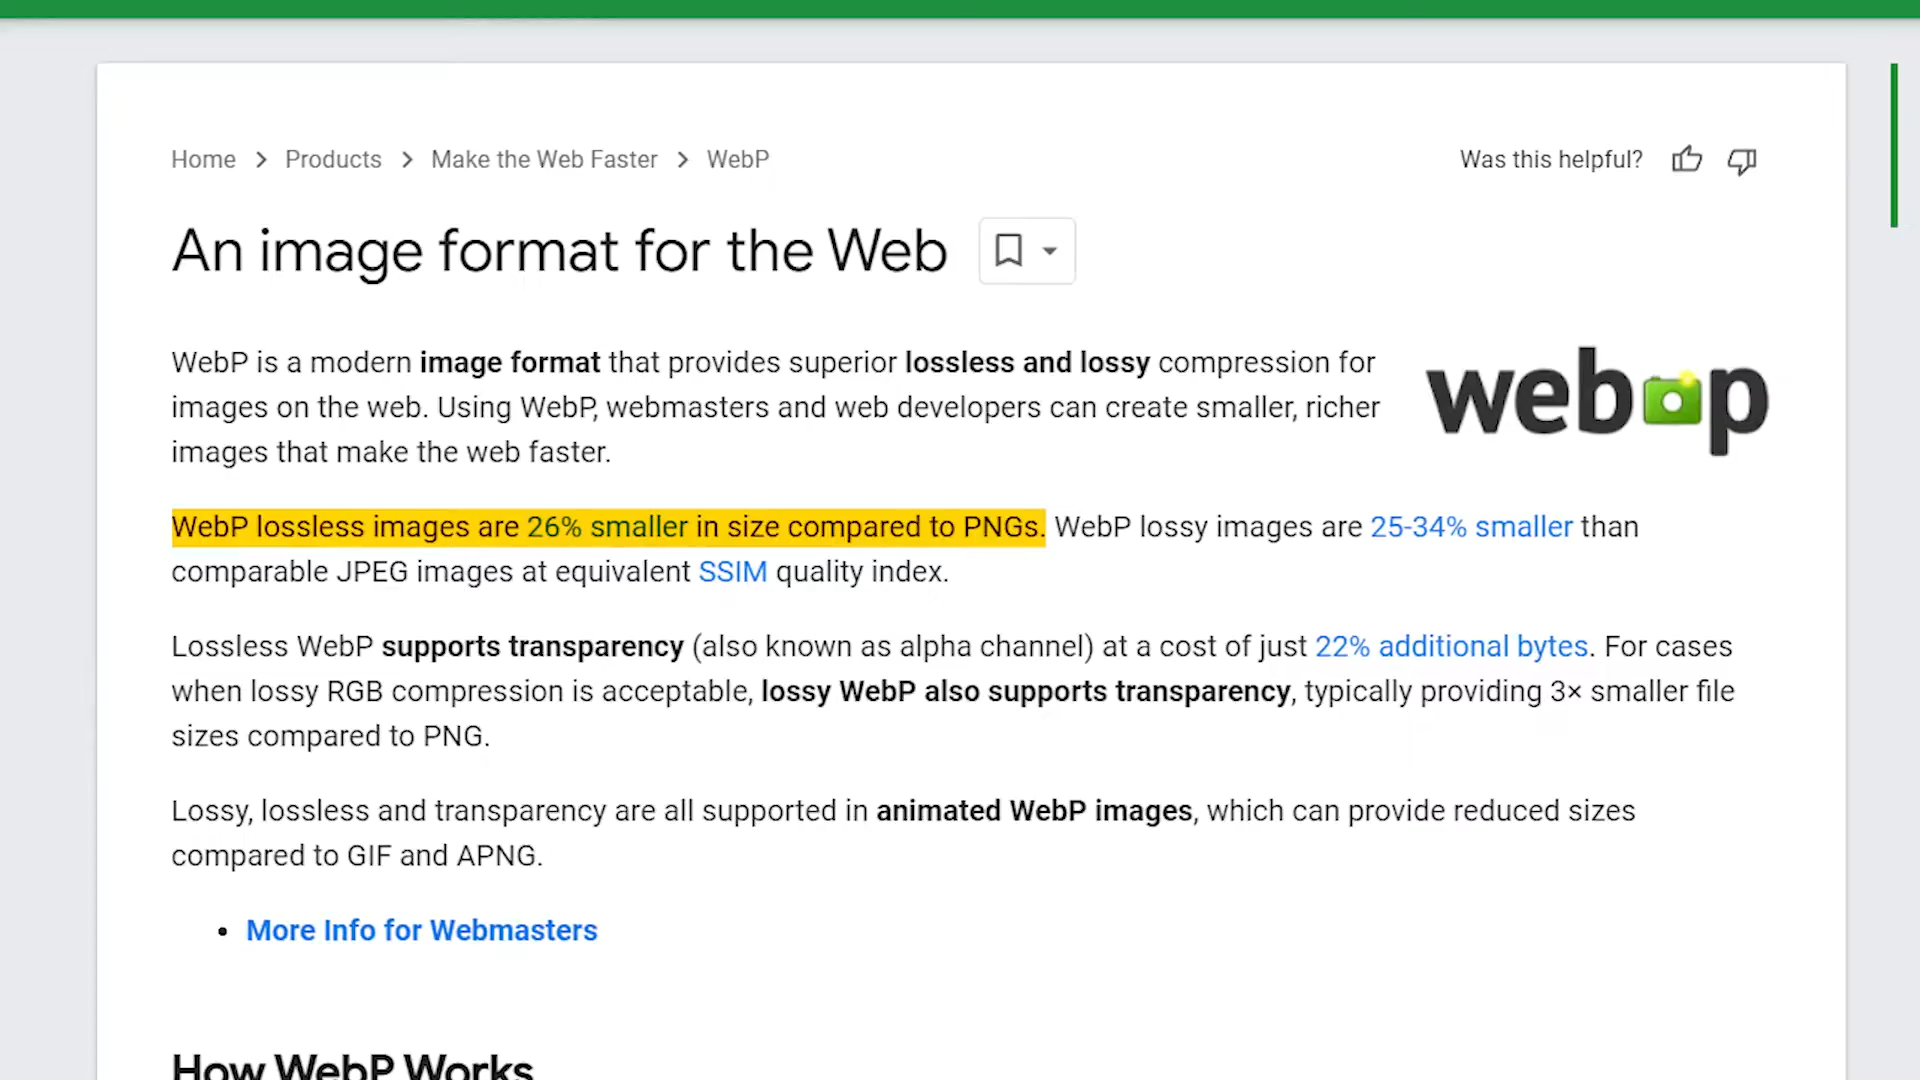 Home > Products > Make the Web Faster > WebP
Was this helpful?
An image format for the Web
WebP is a modern image format that provides superior lossless and lossy compression for
images on the web. Using WebP, webmasters and web developers can create smaller, richer
images that make the web faster.
webp
WebP lossless images are 26% smaller in size compared to PNGs. WebP lossy images are 25-34% smaller than
comparable JPEG images at equivalent SSIM quality index.
Lossless WebP supports transparency (also known as alpha channel) at a cost of just 22% additional bytes. For cases
when lossy RGB compression is acceptable, lossy WebP also supports transparency, typically providing 3× smaller file
sizes compared to PNG.
Lossy, lossless and transparency are all supported in animated WebP images, which can provide reduced sizes
compared to GIF and APNG.
• More Info for Webmasters
How WebP Works